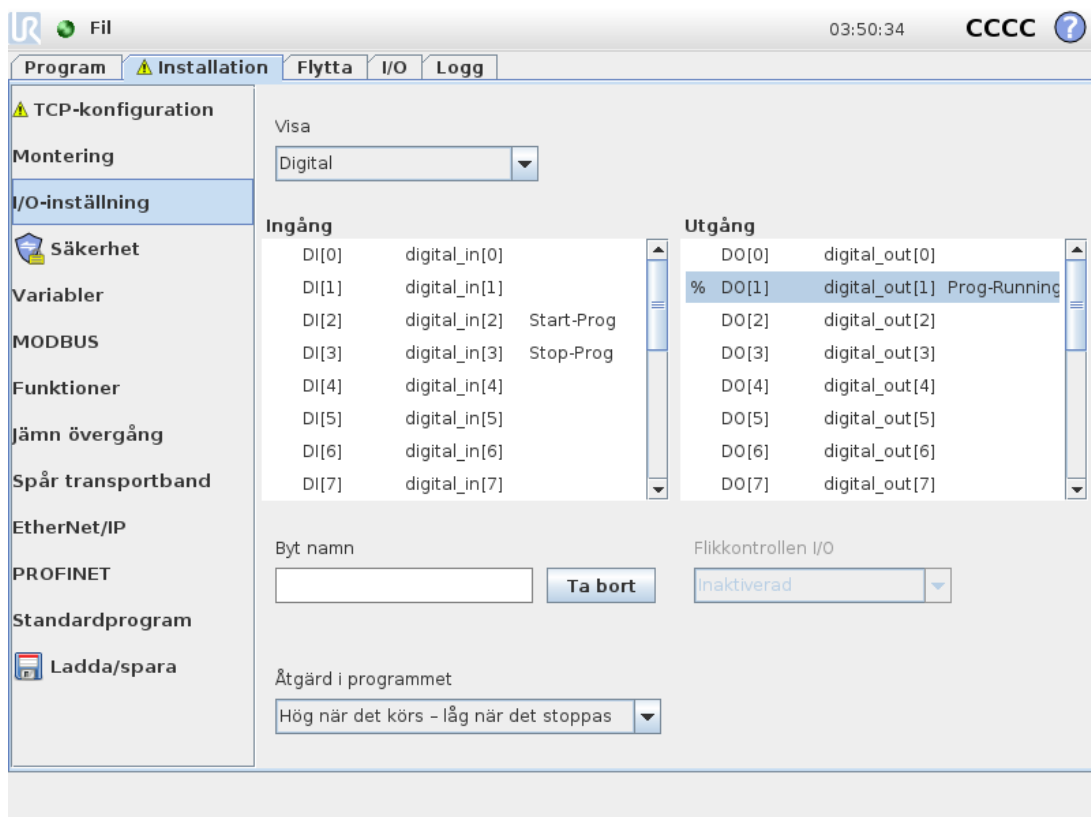 UR Fil 03:50:34 CCCC ?
Program Installation Flytta I/O Logg
TCP-konfiguration
Montering
I/O-inställning
Säkerhet
Variabler
MODBUS
Funktioner
Jämn övergång
Spår transportband
EtherNet/IP
PROFINET
Standardprogram
Ladda/spara
Visa
Digital
Ingång
DI[0] digital_in[0]
DI[1] digital_in[1]
DI[2] digital_in[2] Start-Prog
DI[3] digital_in[3] Stop-Prog
DI[4] digital_in[4]
DI[5] digital_in[5]
DI[6] digital_in[6]
DI[7] digital_in[7]
Utgång
DO[0] digital_out[0]
% DO[1] digital_out[1] Prog-Running
DO[2] digital_out[2]
DO[3] digital_out[3]
DO[4] digital_out[4]
DO[5] digital_out[5]
DO[6] digital_out[6]
DO[7] digital_out[7]
Byt namn
Ta bort
Flikkontrollen I/O
Inaktiverad
Åtgärd i programmet
Hög när det körs – låg när det stoppas